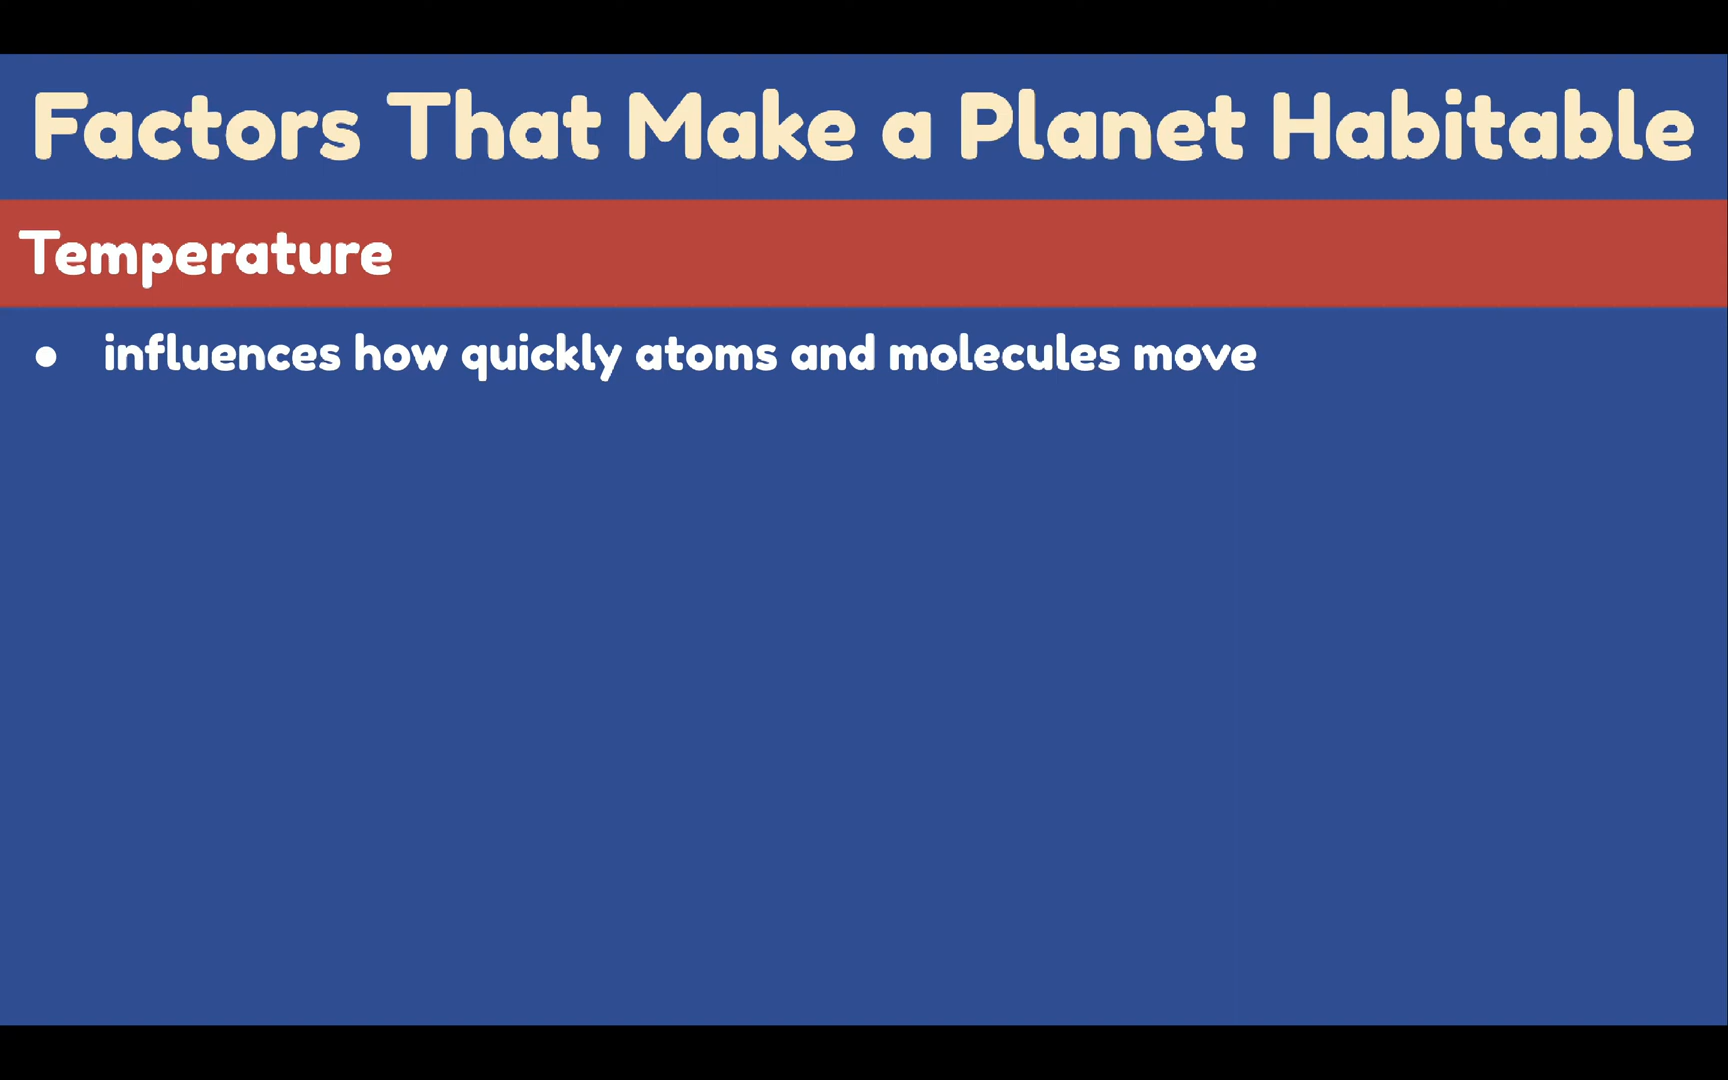 Factors That Make a Planet Habitable
Temperature
● influences how quickly atoms and molecules move